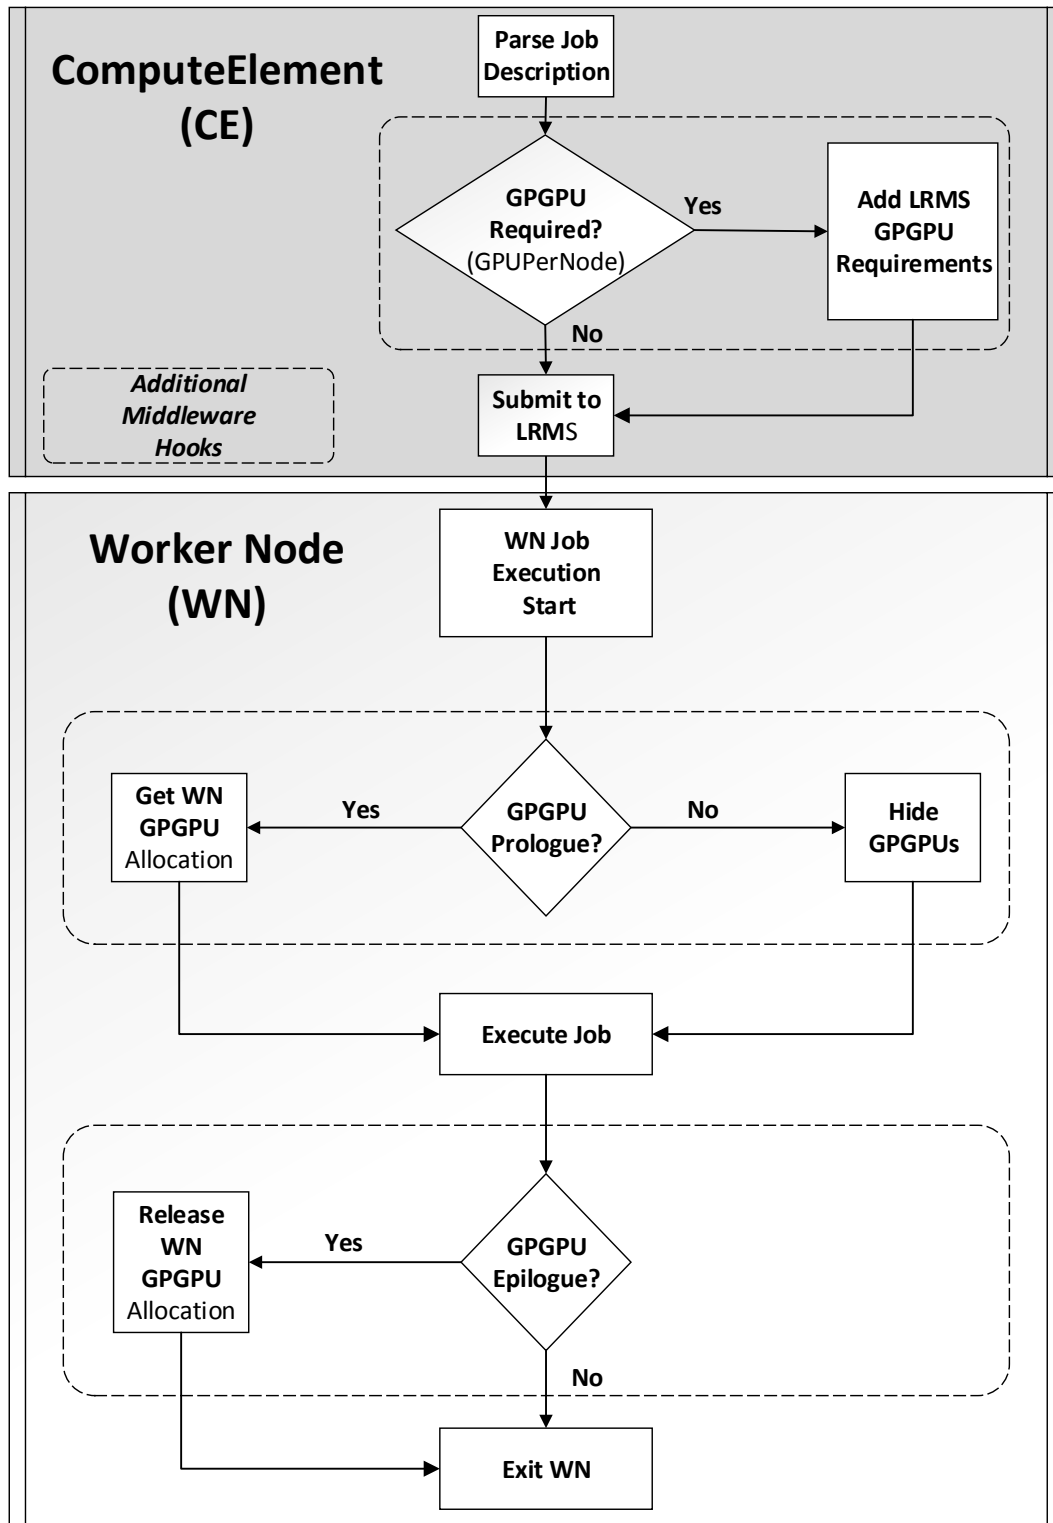 ComputeElement
(CE)
Parse Job
Description
GPGPU
Required?
(GPUPerNode)
Yes
Add LRMS
GPGPU
Requirements
No
Additional
Middleware
Hooks
Submit to
LRMS
Worker Node
(WN)
WN Job
Execution
Start
Get WN
GPGPU
Allocation
Yes
GPGPU
Prologue?
No
Hide
GPGPUs
Execute Job
Release
WN
GPGPU
Allocation
Yes
GPGPU
Epilogue?
No
Exit WN